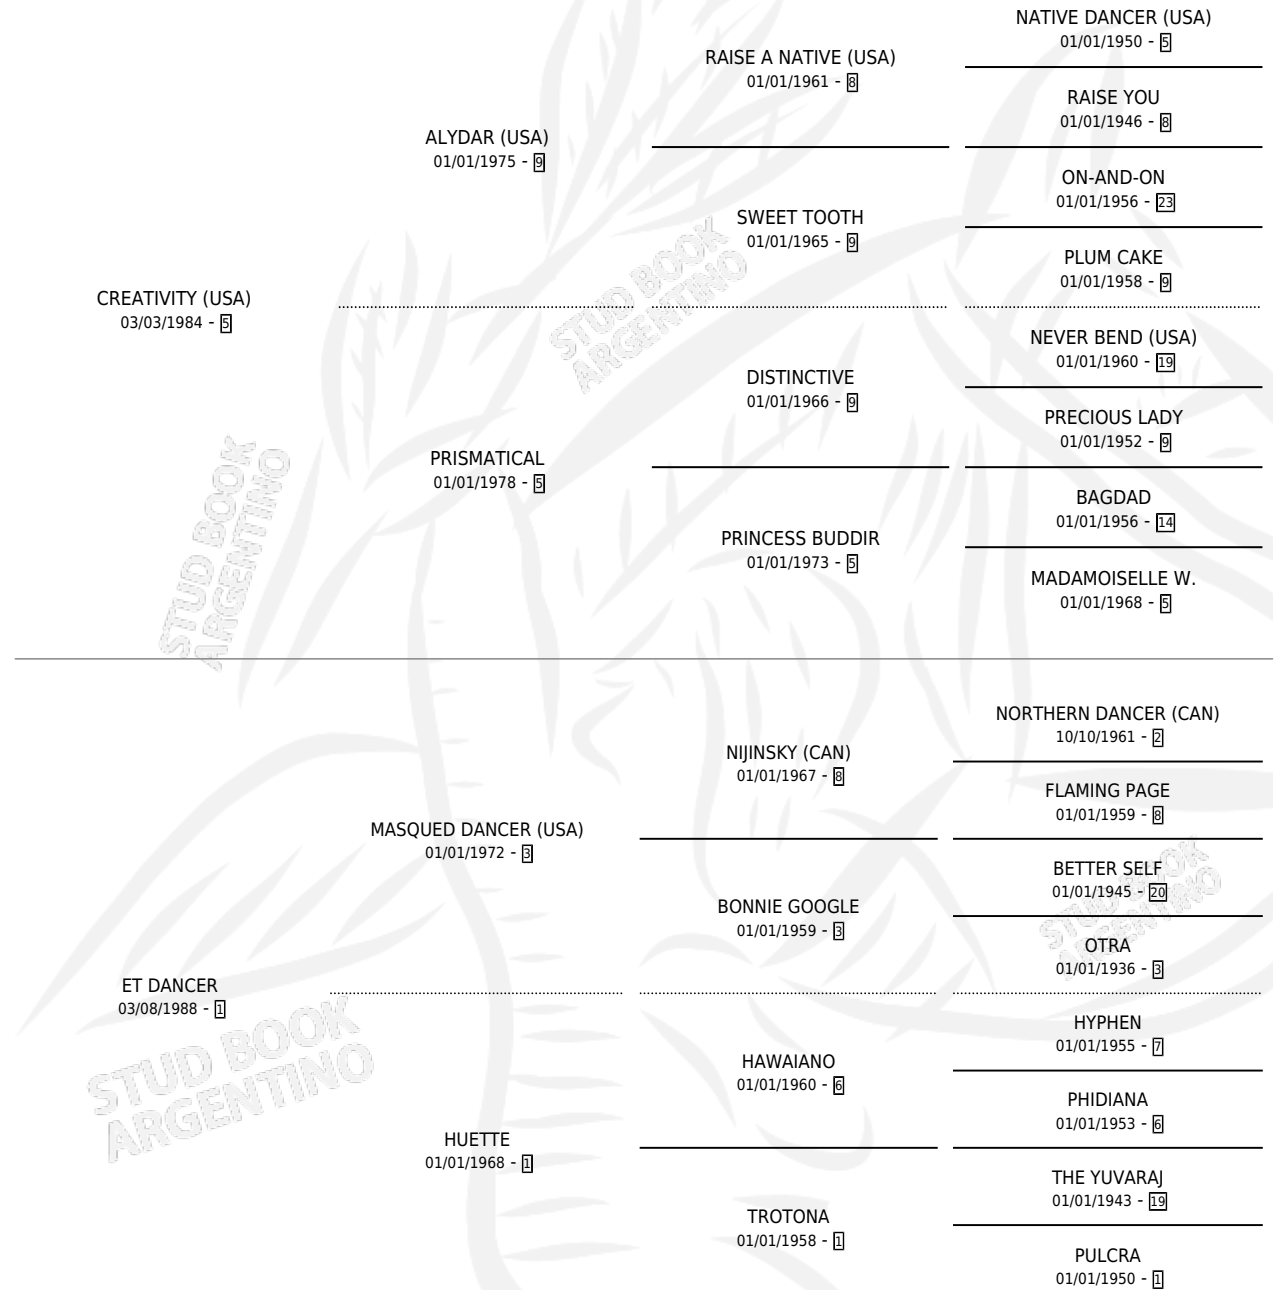 NATIVE DANCER (USA)
01/01/1950 - 5
RAISE A NATIVE (USA)
01/01/1961 - 8
RAISE YOU
01/01/1946 - 8
ALYDAR (USA)
01/01/1975 - 9
ON-AND-ON
01/01/1956 - 23
SWEET TOOTH
01/01/1965 - 9
PLUM CAKE
01/01/1958 - 9
CREATIVITY (USA)
03/03/1984 - 5
NEVER BEND (USA)
01/01/1960 - 19
DISTINCTIVE
01/01/1966 - 9
PRECIOUS LADY
01/01/1952 - 9
PRISMATICAL
01/01/1978 - 5
BAGDAD
01/01/1956 - 14
PRINCESS BUDDIR
01/01/1973 - 5
MADAMOISELLE W.
01/01/1968 - 5
NORTHERN DANCER (CAN)
10/10/1961 - 2
NIJINSKY (CAN)
01/01/1967 - 8
FLAMING PAGE
01/01/1959 - 8
MASQUED DANCER (USA)
01/01/1972 - 3
BETTER SELF
01/01/1945 - 20
BONNIE GOOGLE
01/01/1959 - 3
OTRA
01/01/1936 - 3
ET DANCER
03/08/1988 - 1
HYPHEN
01/01/1955 - 7
HAWAIANO
01/01/1960 - 6
PHIDIANA
01/01/1953 - 6
HUETTE
01/01/1968 - 1
THE YUVARAJ
01/01/1943 - 19
TROTONA
01/01/1958 - 1
PULCRA
01/01/1950 - 1
STUD BOOK
ARGENTINO
STUD BOOK
ARGENTINO
STUD BOOK
ARGENTINO
STUD BOOK
ARGENTINO